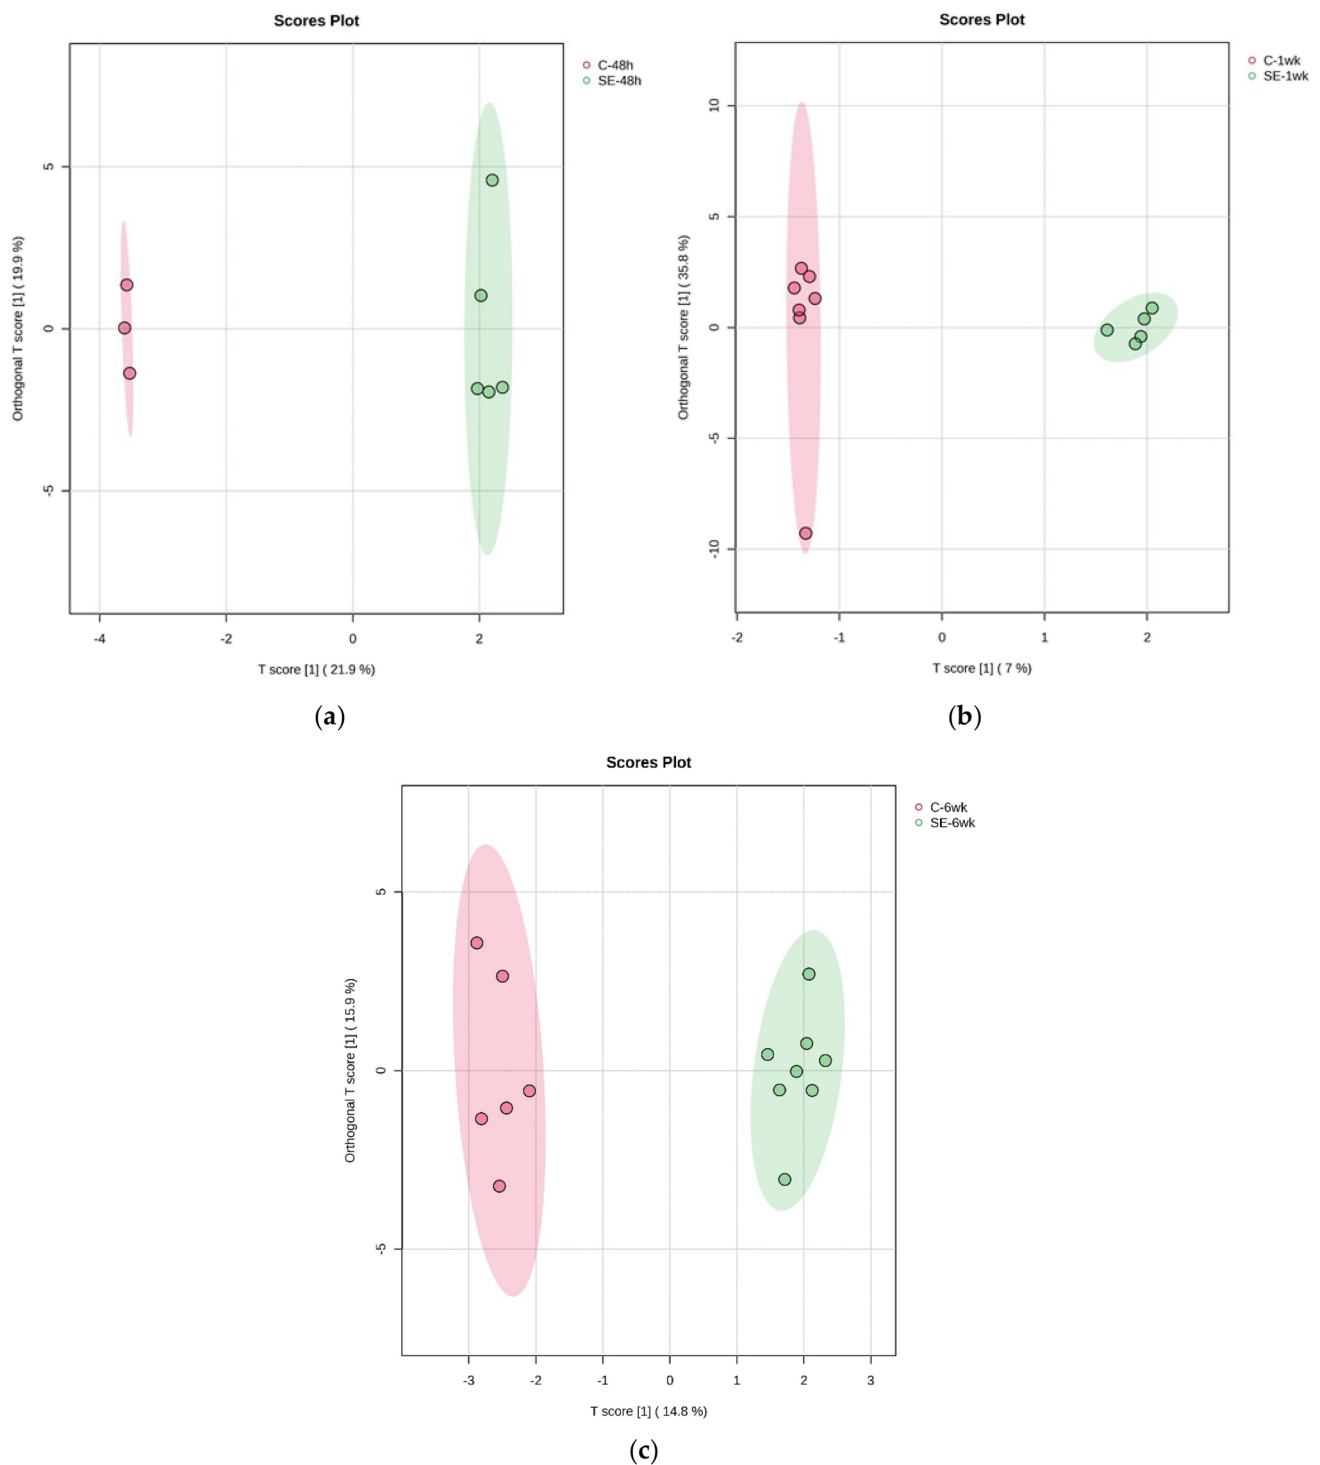 Scores Plot
C-48h
SE-48h
Orthogonal T score [1] ( 19.9 %)
5
0
-5
-4 -2 0 2
T score [1] ( 21.9 %)
(a)
Scores Plot
C-1wk
SE-1wk
Orthogonal T score [1] ( 35.8 %)
10
5
0
-5
-10
-2 -1 0 1 2
T score [1] ( 7 %)
(b)
Scores Plot
C-6wk
SE-6wk
Orthogonal T score [1] ( 15.9 %)
5
0
-5
-3 -2 -1 0 1 2 3
T score [1] ( 14.8 %)
(c)